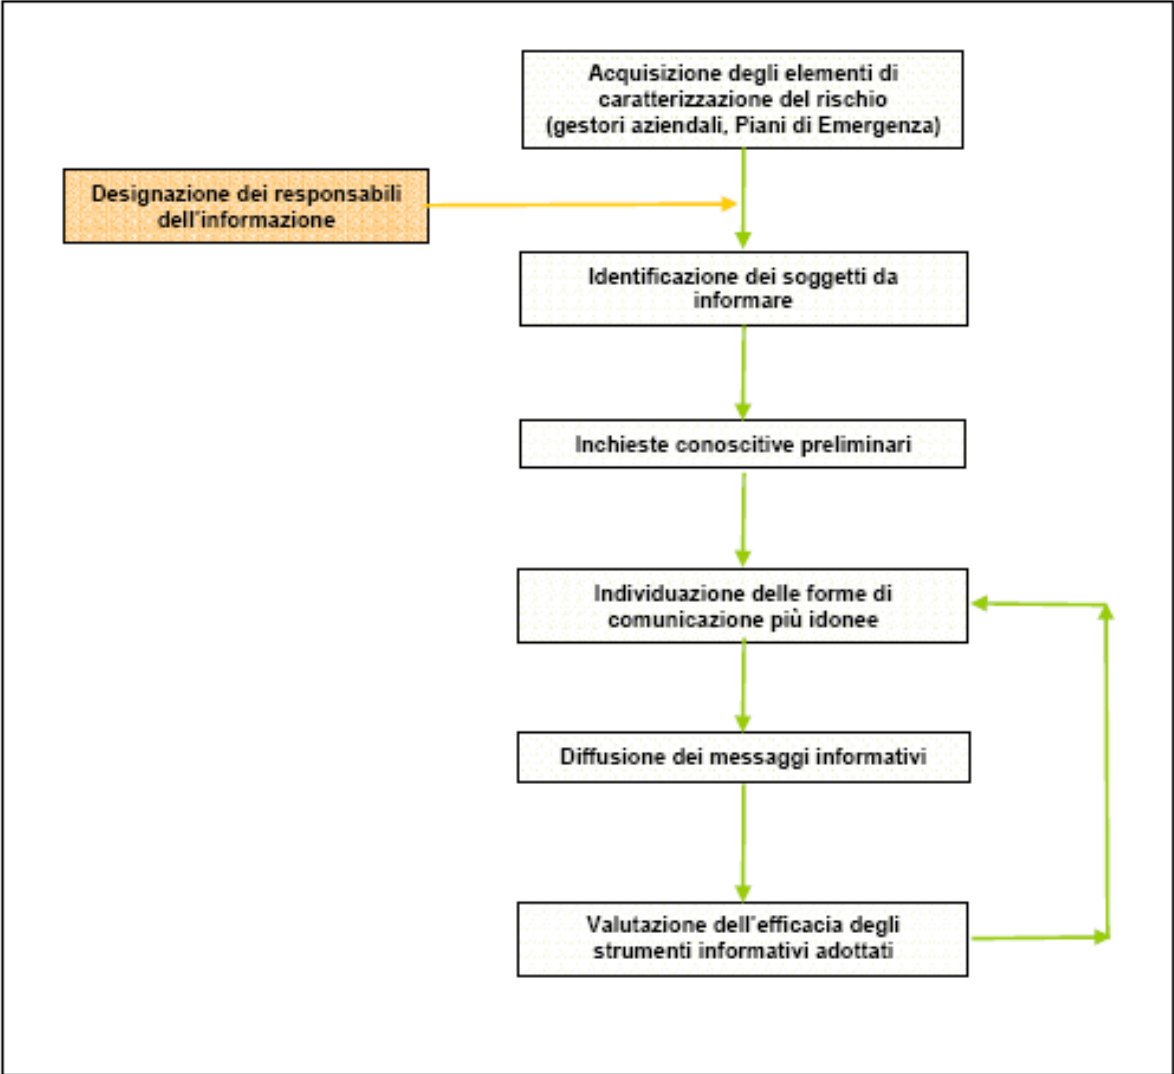 Acquisizione degli elementi di
caratterizzazione del rischio
(gestori aziendali, Piani di Emergenza)
Designazione dei responsabili
dell'informazione
Identificazione dei soggetti da
informare
Inchieste conoscitive preliminari
Individuazione delle forme di
comunicazione più idonee
Diffusione dei messaggi informativi
Valutazione dell'efficacia degli
strumenti informativi adottati